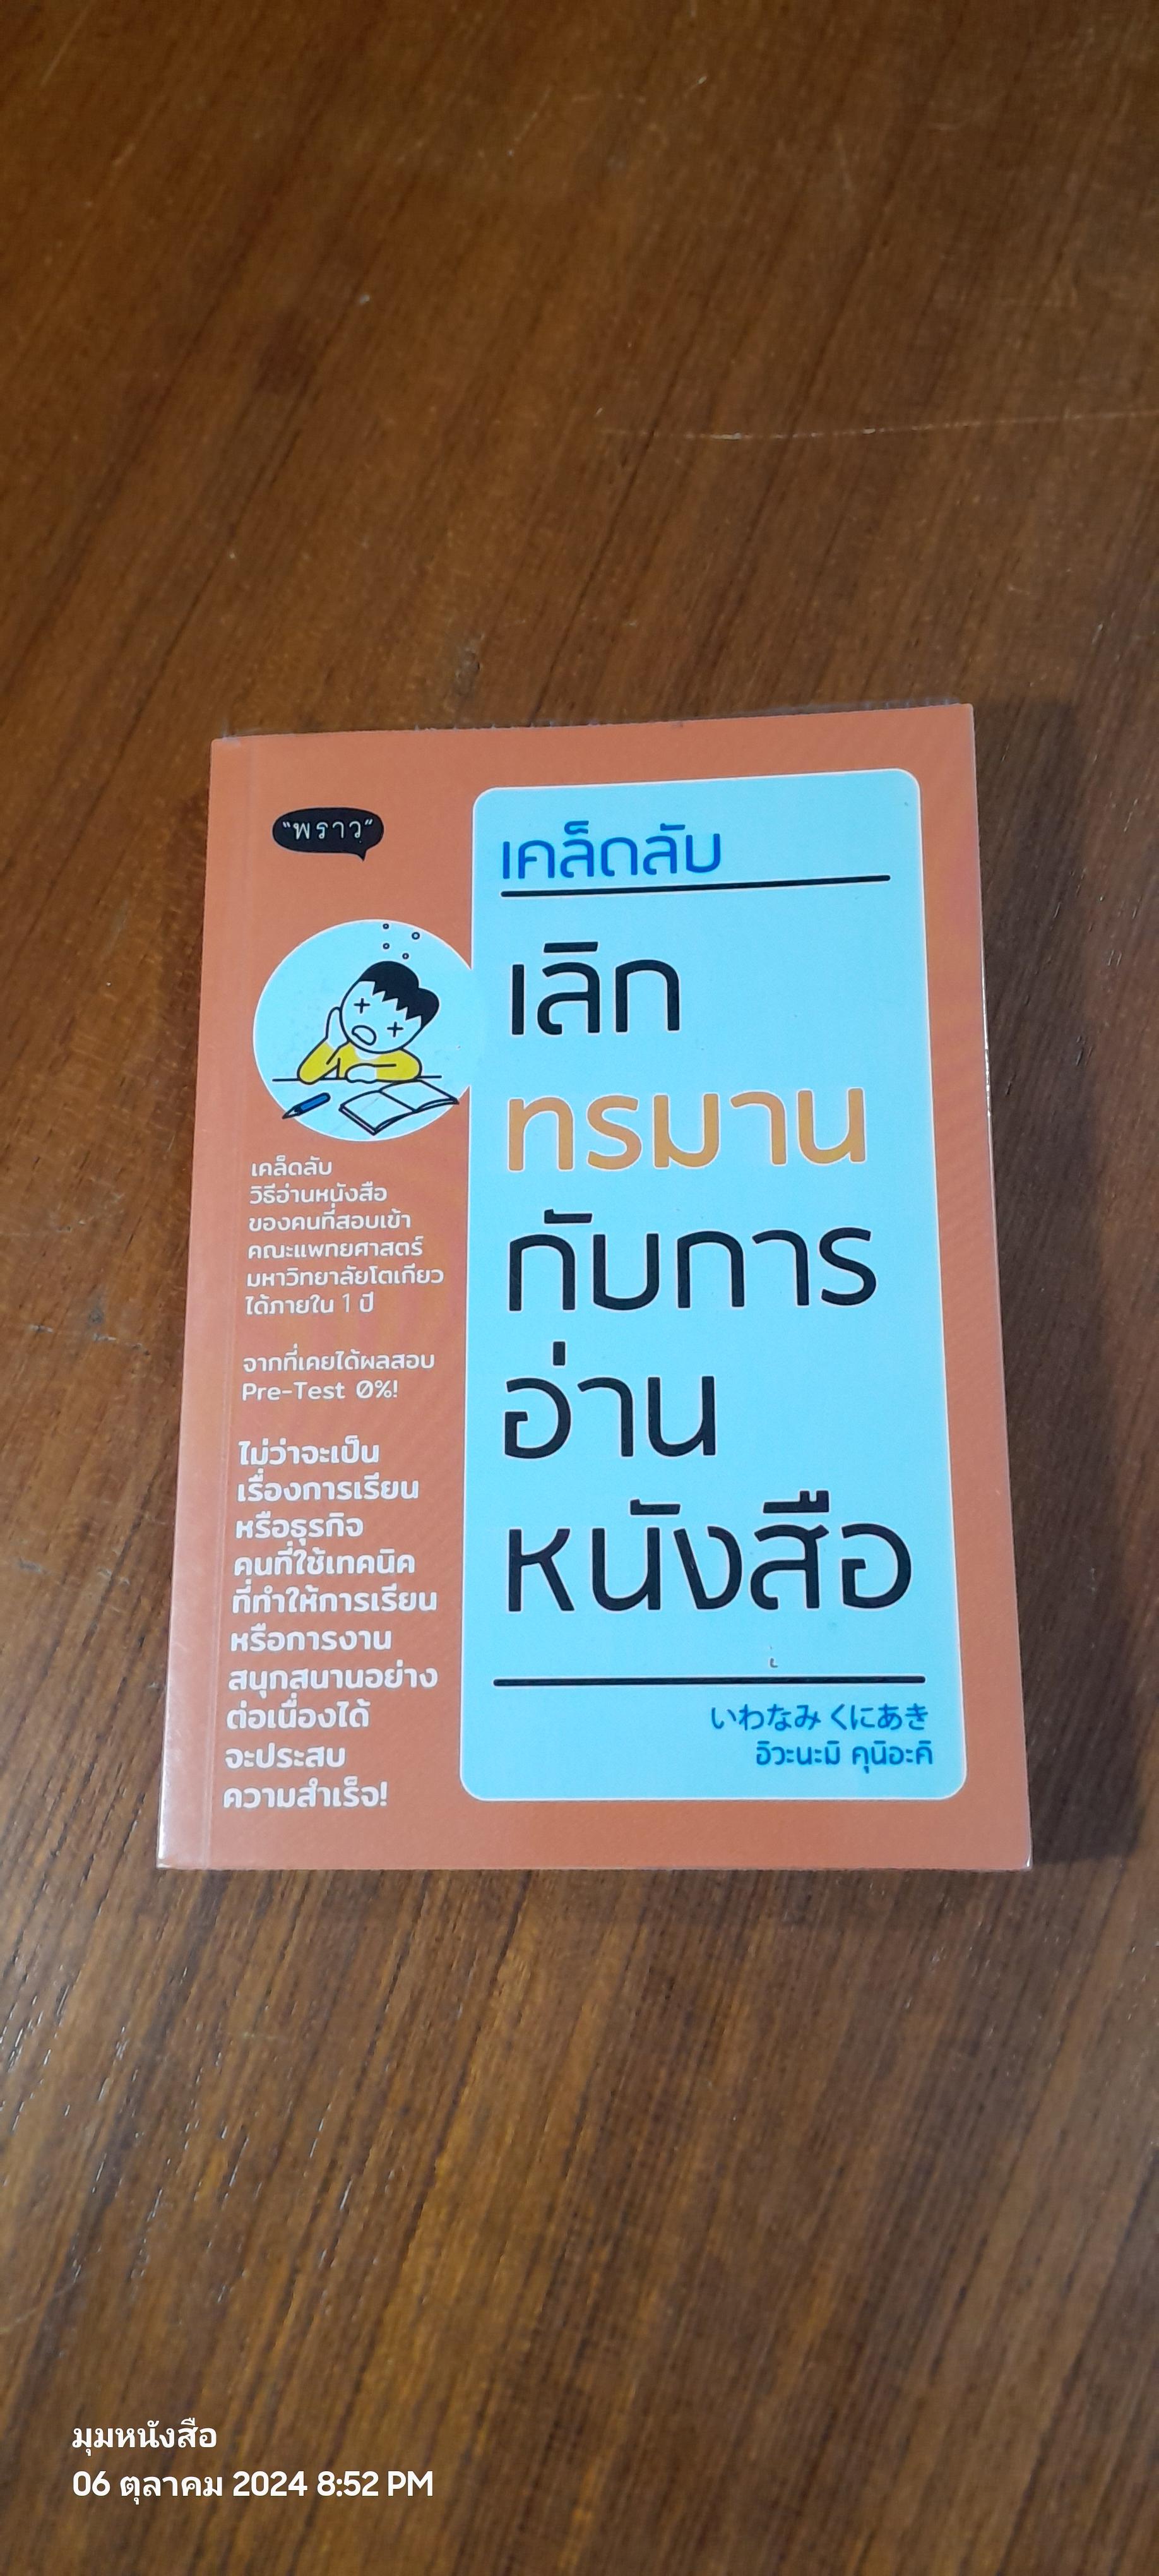 "พราว"
เคล็ดลับ
เลิก
ทรมาน
กับการ
อ่าน
หนังสือ
いわなみ くにあき
อิวะนะมิ คุนิอะคิ
เคล็ดลับ
วิธีอ่านหนังสือ
ของคนที่สอบเข้า
คณะแพทยศาสตร์
มหาวิทยาลัยโตเกียว
ได้ภายใน 1 ปี
จากที่เคยได้ผลสอบ
Pre-Test 0%!
ไม่ว่าจะเป็น
เรื่องการเรียน
หรือธุรกิจ
คนที่ใช้เทคนิค
ที่ทำให้การเรียน
หรือการงาน
สนุกสนานอย่าง
ต่อเนื่องได้
จะประสบ
ความสำเร็จ!
มุมหนังสือ
06 ตุลาคม 2024 8:52 PM